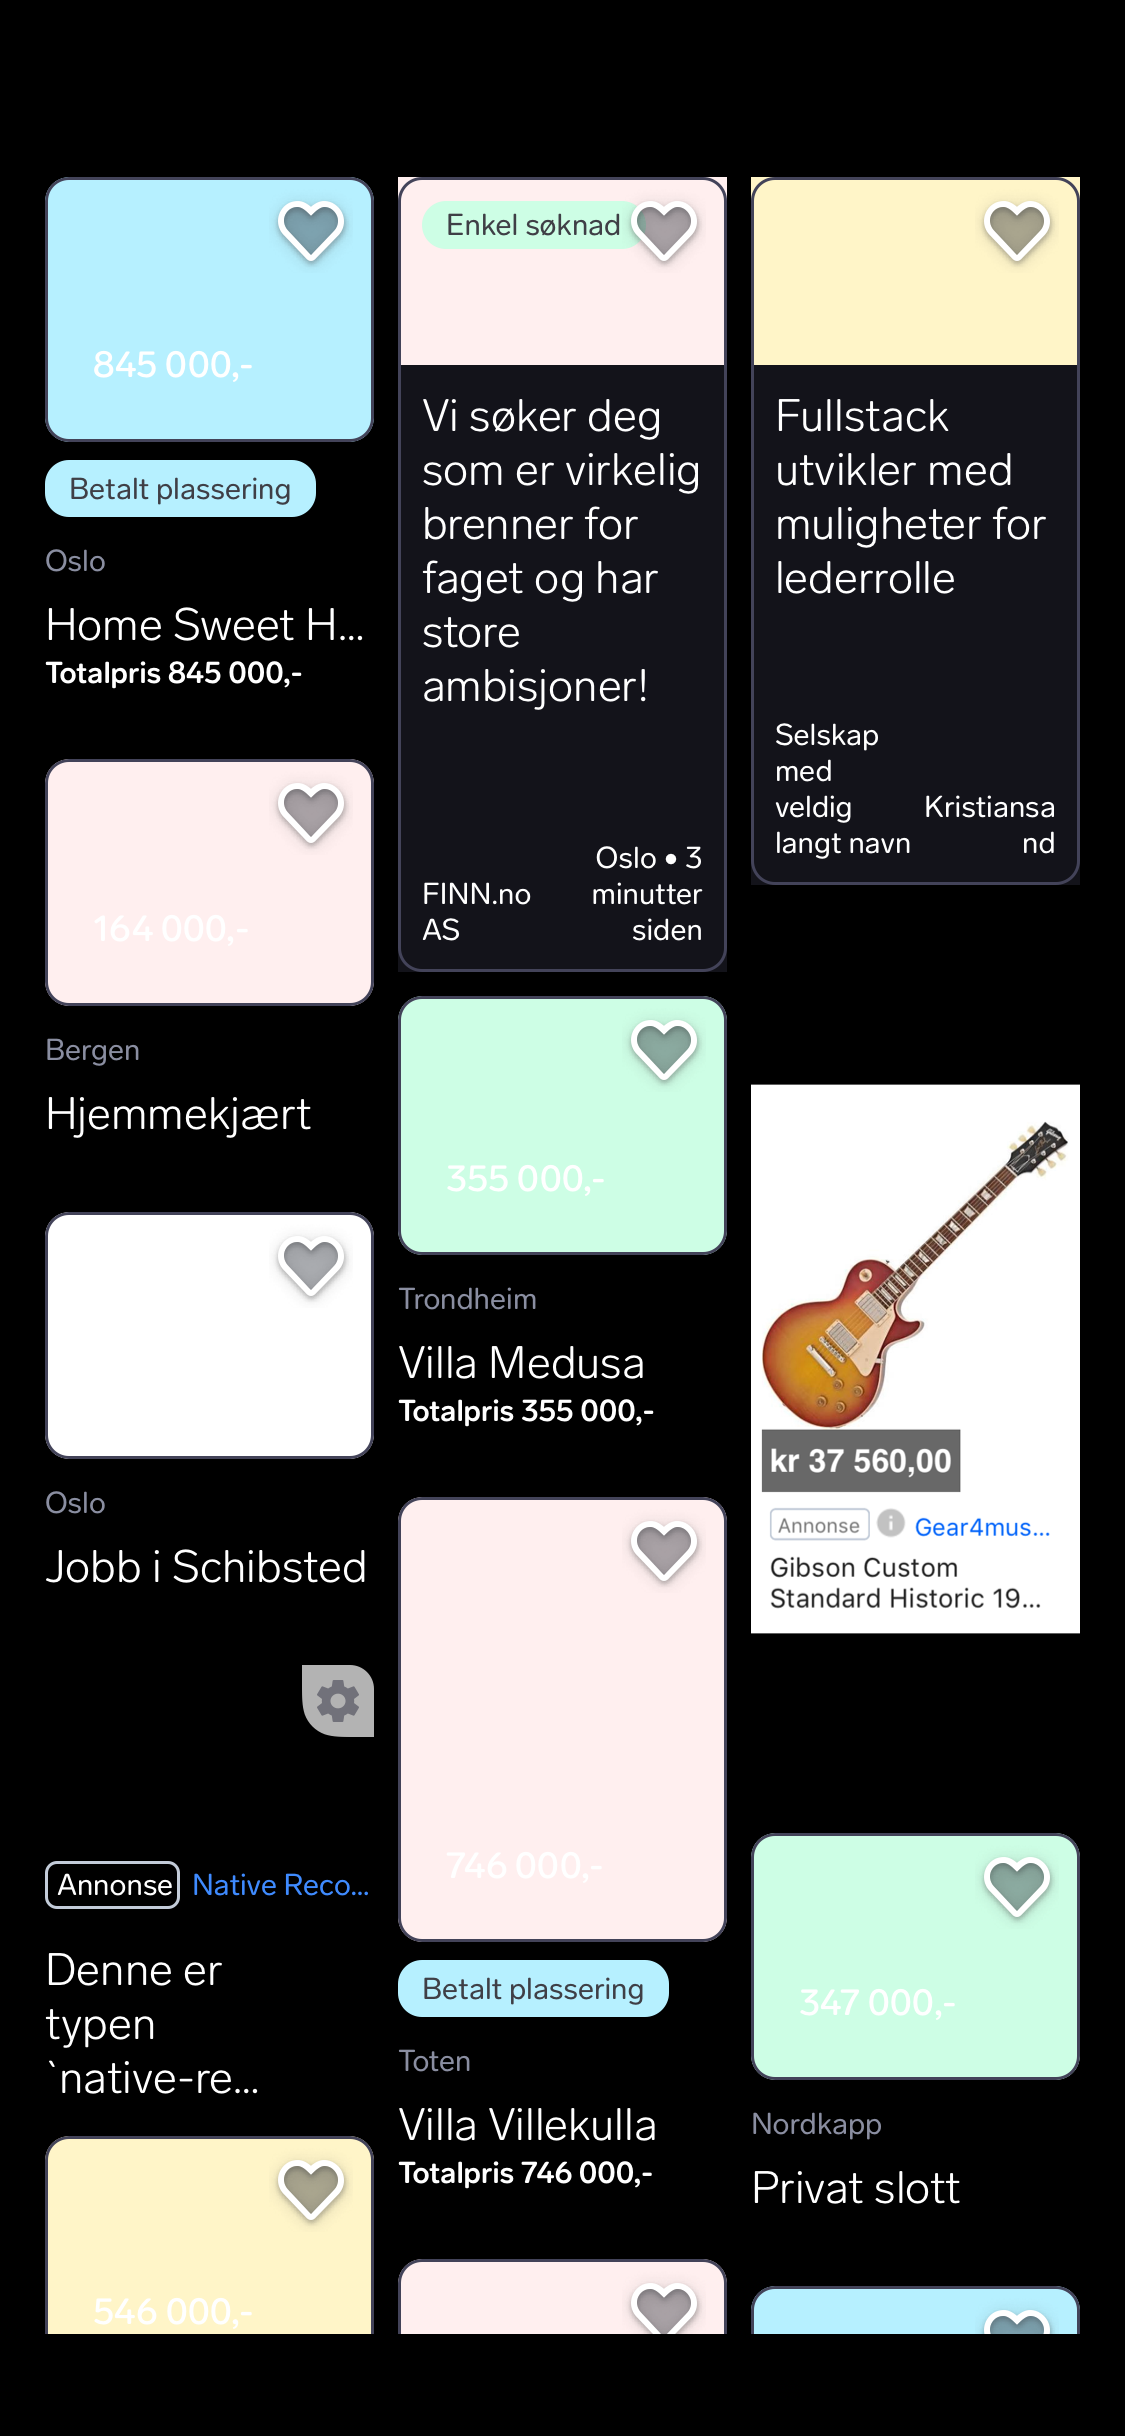 845 000,-
Betalt plassering
Oslo
Home Sweet H...
Totalpris 845 000,-
164 000,-
Bergen
Hjemmekjært
Oslo
Jobb i Schibsted
Annonse Native Reco...
Denne er
typen
`native-re...
546 000,-
Enkel søknad
Vi søker deg
som er virkelig
brenner for
faget og har
store
ambisjoner!
FINN.no
AS
Oslo • 3
minutter
siden
355 000,-
Trondheim
Villa Medusa
Totalpris 355 000,-
746 000,-
Betalt plassering
Toten
Villa Villekulla
Totalpris 746 000,-
Fullstack
utvikler med
muligheter for
lederrolle
Selskap
med
veldig
langt navn
Kristiansa
nd
kr 37 560,00
Annonse Gear4mus...
Gibson Custom
Standard Historic 19...
347 000,-
Nordkapp
Privat slott